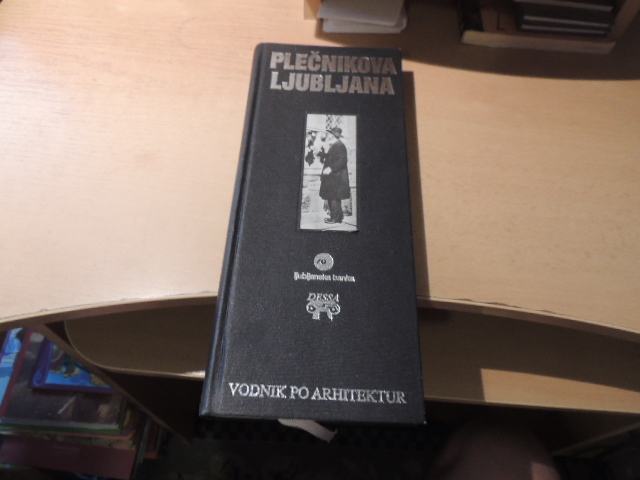 PLEČNIKOVA
LJUBLJANA
ljubljanska banka
DESSA
VODNIK PO ARHITEKTUR